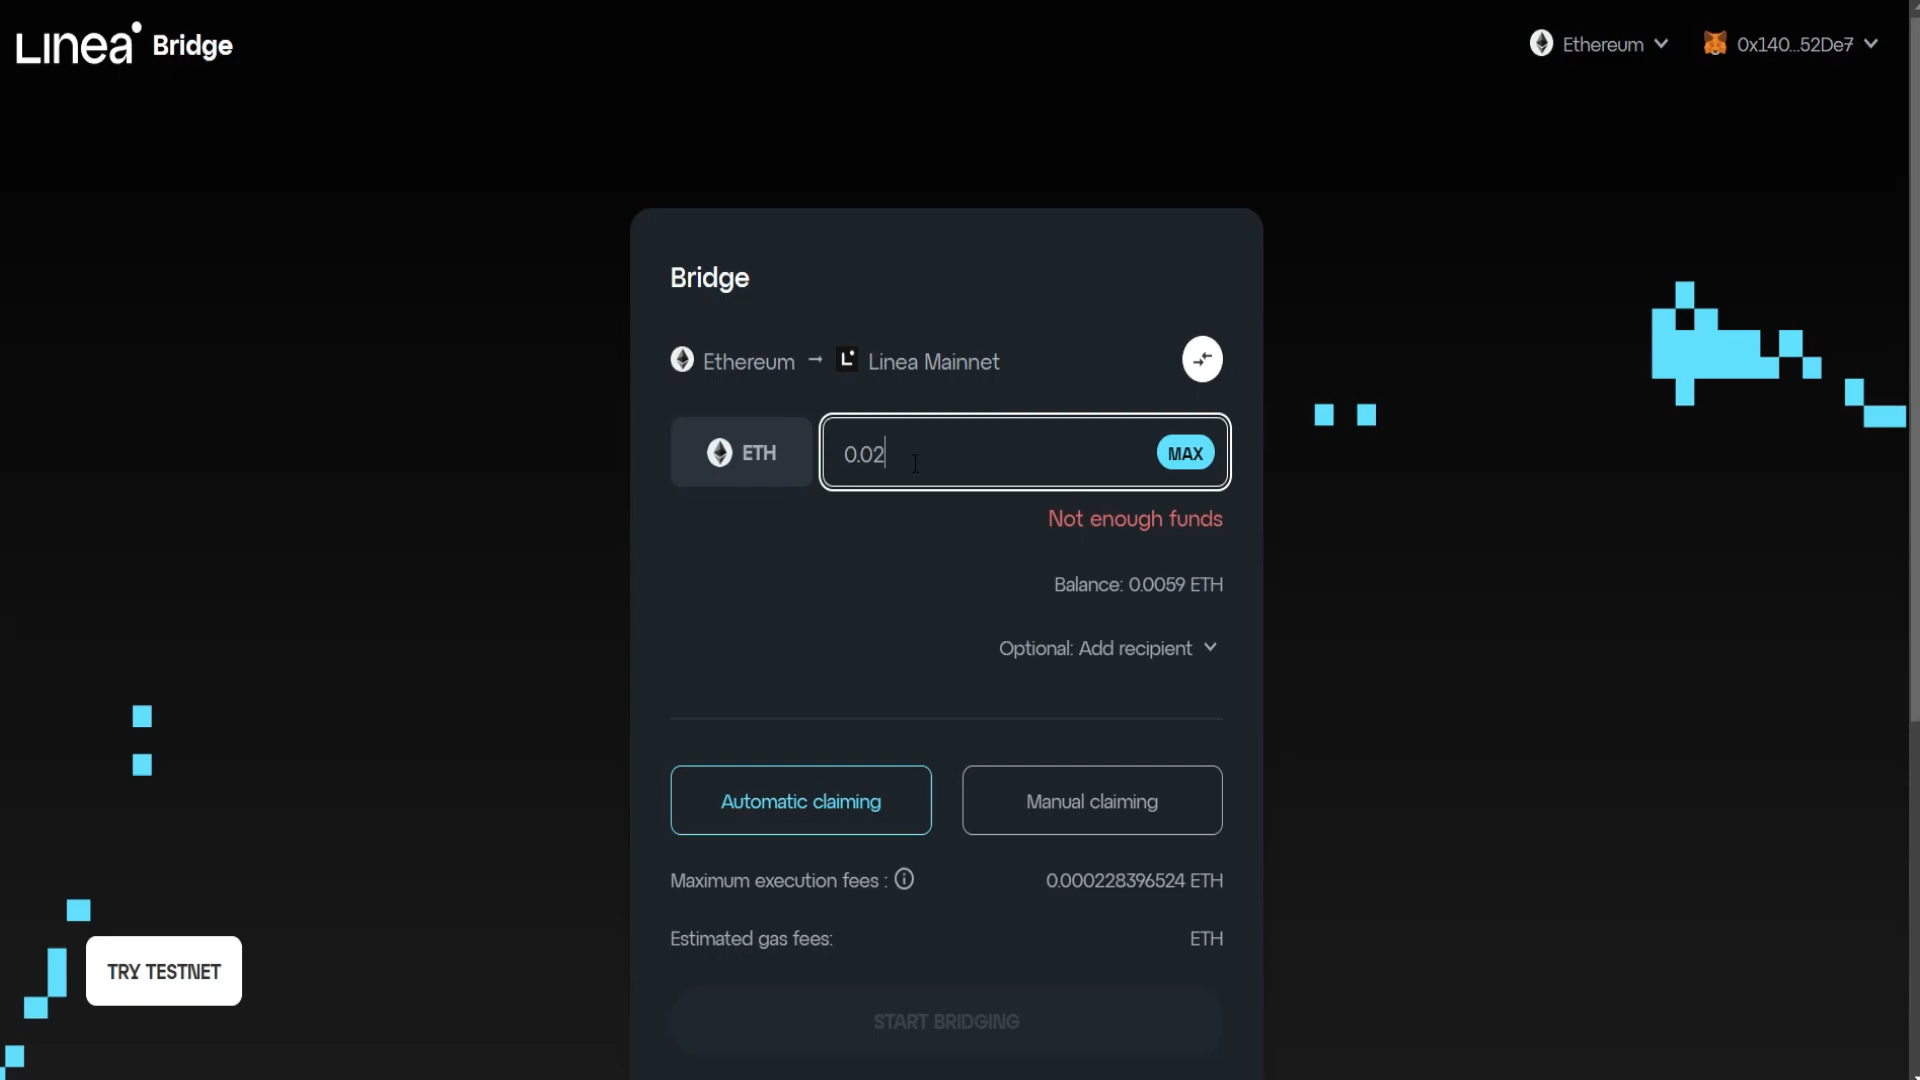 Linea Bridge
Ethereum
0x140...52De7
Bridge
Ethereum → L Linea Mainnet
ETH
0.02
MAX
Not enough funds
Balance: 0.0059 ETH
Optional: Add recipient
Automatic claiming
Manual claiming
Maximum execution fees :
0.000228396524 ETH
Estimated gas fees:
ETH
TRY TESTNET
START BRIDGING